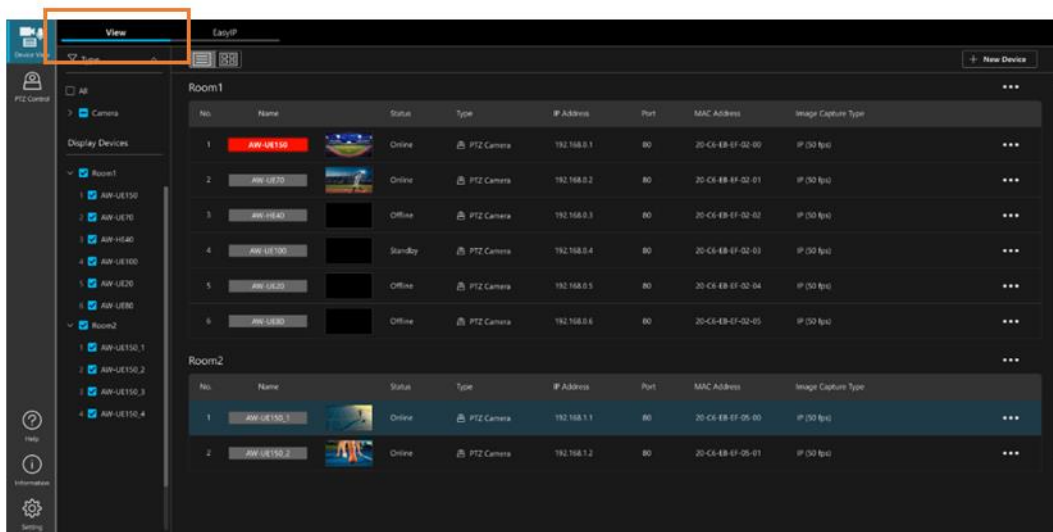 View
EasyIP
Device View
Type
New Device
PTZ Control
All
Camera
Display Devices
Room1
1 AW-UE150
2 AW-UE70
3 AW-HE40
4 AW-UE100
5 AW-UE20
6 AW-UE80
Room2
1 AW-UE150_1
2 AW-UE150_2
3 AW-UE150_3
4 AW-UE150_4
Room1
No. Name Status Type IP Address Port MAC Address Image Capture Type
1 AW-UE150 Online PTZ Camera 192.168.0.1 80 20-C6-EB-EF-02-00 IP (50 fps)
2 AW-UE70 Online PTZ Camera 192.168.0.2 80 20-C6-EB-EF-02-01 IP (50 fps)
3 AW-HE40 Offline PTZ Camera 192.168.0.3 80 20-C6-EB-EF-02-02 IP (50 fps)
4 AW-UE100 Standby PTZ Camera 192.168.0.4 80 20-C6-EB-EF-02-03 IP (50 fps)
5 AW-UE20 Offline PTZ Camera 192.168.0.5 80 20-C6-EB-EF-02-04 IP (50 fps)
6 AW-UE80 Offline PTZ Camera 192.168.0.6 80 20-C6-EB-EF-02-05 IP (50 fps)
Room2
No. Name Status Type IP Address Port MAC Address Image Capture Type
1 AW-UE150_1 Online PTZ Camera 192.168.1.1 80 20-C6-EB-EF-05-00 IP (50 fps)
2 AW-UE150_2 Online PTZ Camera 192.168.1.2 80 20-C6-EB-EF-05-01 IP (50 fps)
Help
Information
Setting